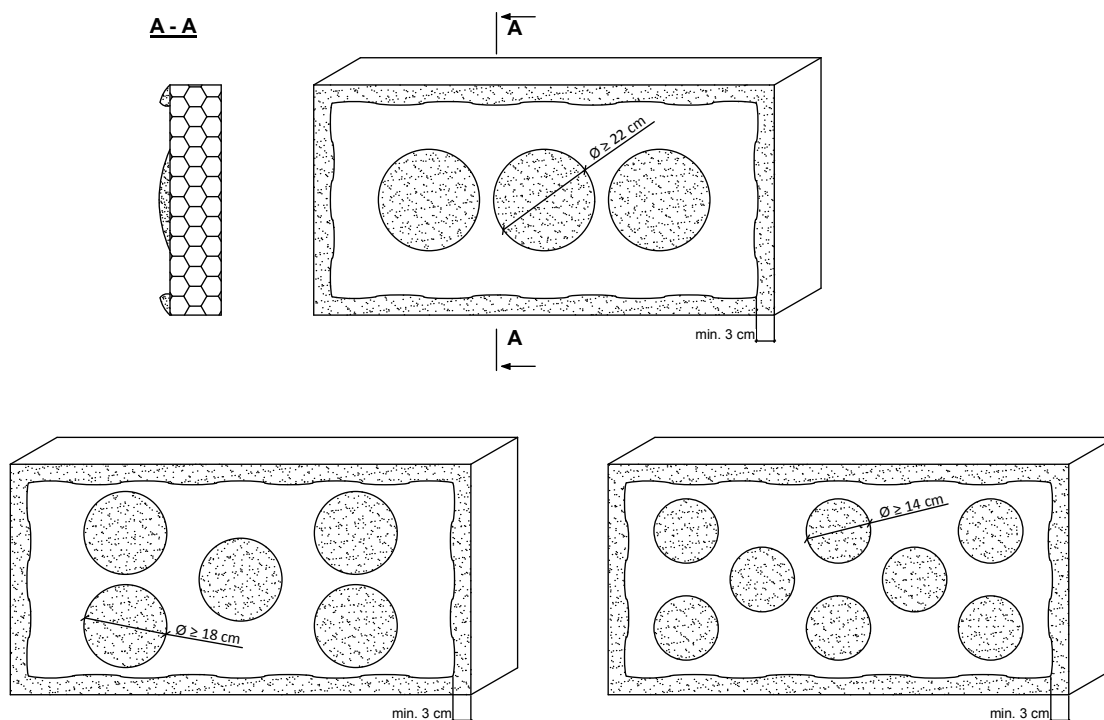 A - A
A
Ø ≥ 22 cm
A
min. 3 cm
Ø ≥ 18 cm
min. 3 cm
Ø ≥ 14 cm
min. 3 cm